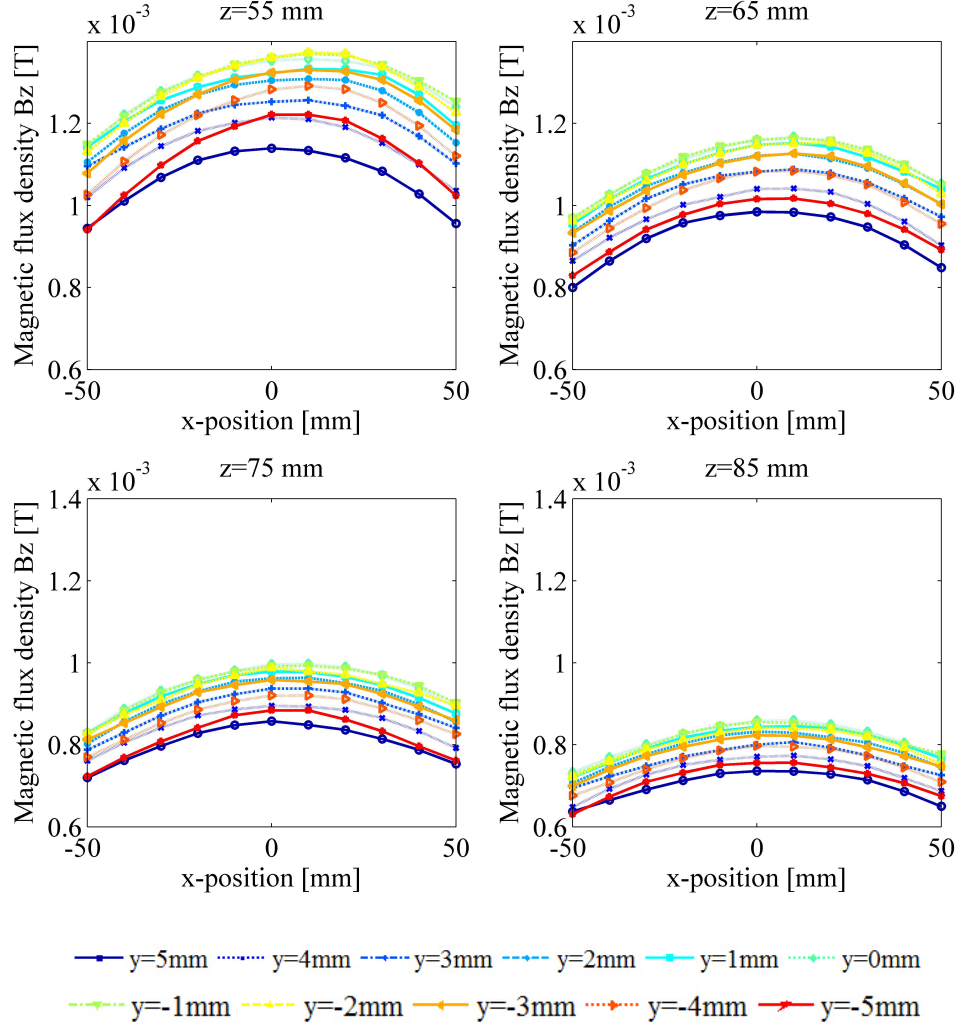 x 10⁻³
z=55 mm
Magnetic flux density Bz [T]
1.2
1
0.8
0.6
-50
0
50
x-position [mm]
x 10⁻³
z=65 mm
Magnetic flux density Bz [T]
1.2
1
0.8
0.6
-50
0
50
x-position [mm]
x 10⁻³
z=75 mm
Magnetic flux density Bz [T]
1.4
1.2
1
0.8
0.6
-50
0
50
x-position [mm]
x 10⁻³
z=85 mm
Magnetic flux density Bz [T]
1.4
1.2
1
0.8
0.6
-50
0
50
x-position [mm]
y=5mm y=4mm y=3mm y=2mm y=1mm y=0mm
y=-1mm y=-2mm y=-3mm y=-4mm y=-5mm